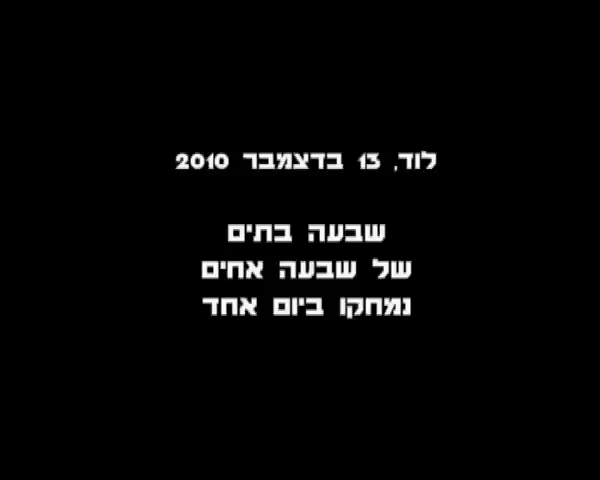 לוד, 13 בדצמבר 2010
שבעה בתים
של שבעה אחים
נמחקו ביום אחד